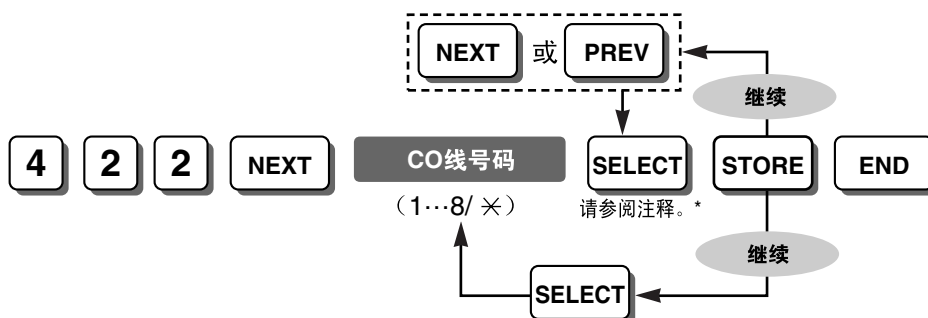 NEXT 或 PREV
继续
4 2 2 NEXT CO线号码 SELECT STORE END
(1…8/ ✳) 请参阅注释。*
继续
SELECT